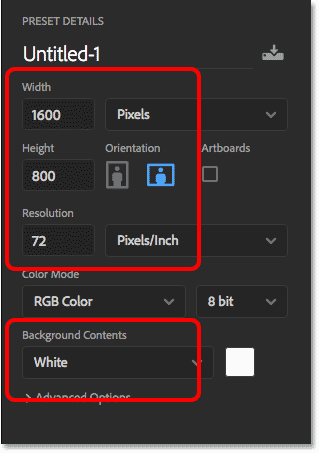 PRESET DETAILS
Untitled-1
Width
1600 Pixels
Height Orientation Artboards
800
Resolution
72 Pixels/Inch
Color Mode
RGB Color 8 bit
Background Contents
White
Advanced Options